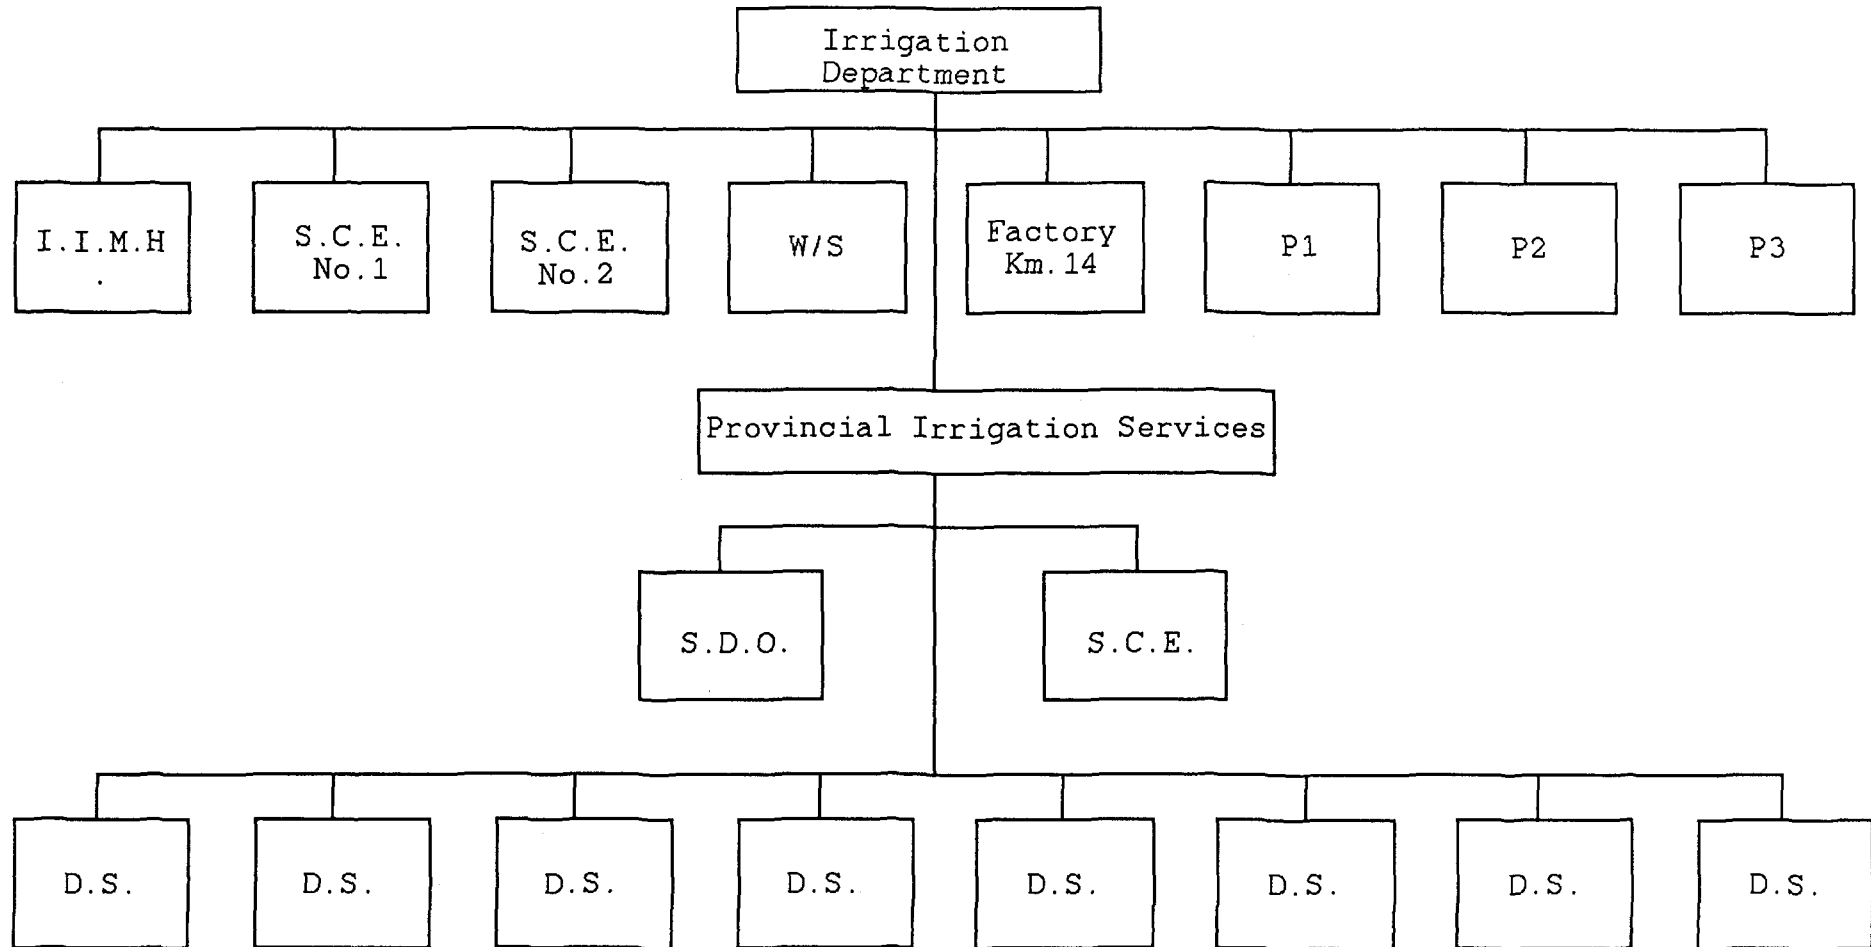 Irrigation
Department
I.I.M.H
.
S.C.E.
No.1
S.C.E.
No.2
W/S
Factory
Km.14
P1
P2
P3
Provincial Irrigation Services
S.D.O.
S.C.E.
D.S.
D.S.
D.S.
D.S.
D.S.
D.S.
D.S.
D.S.